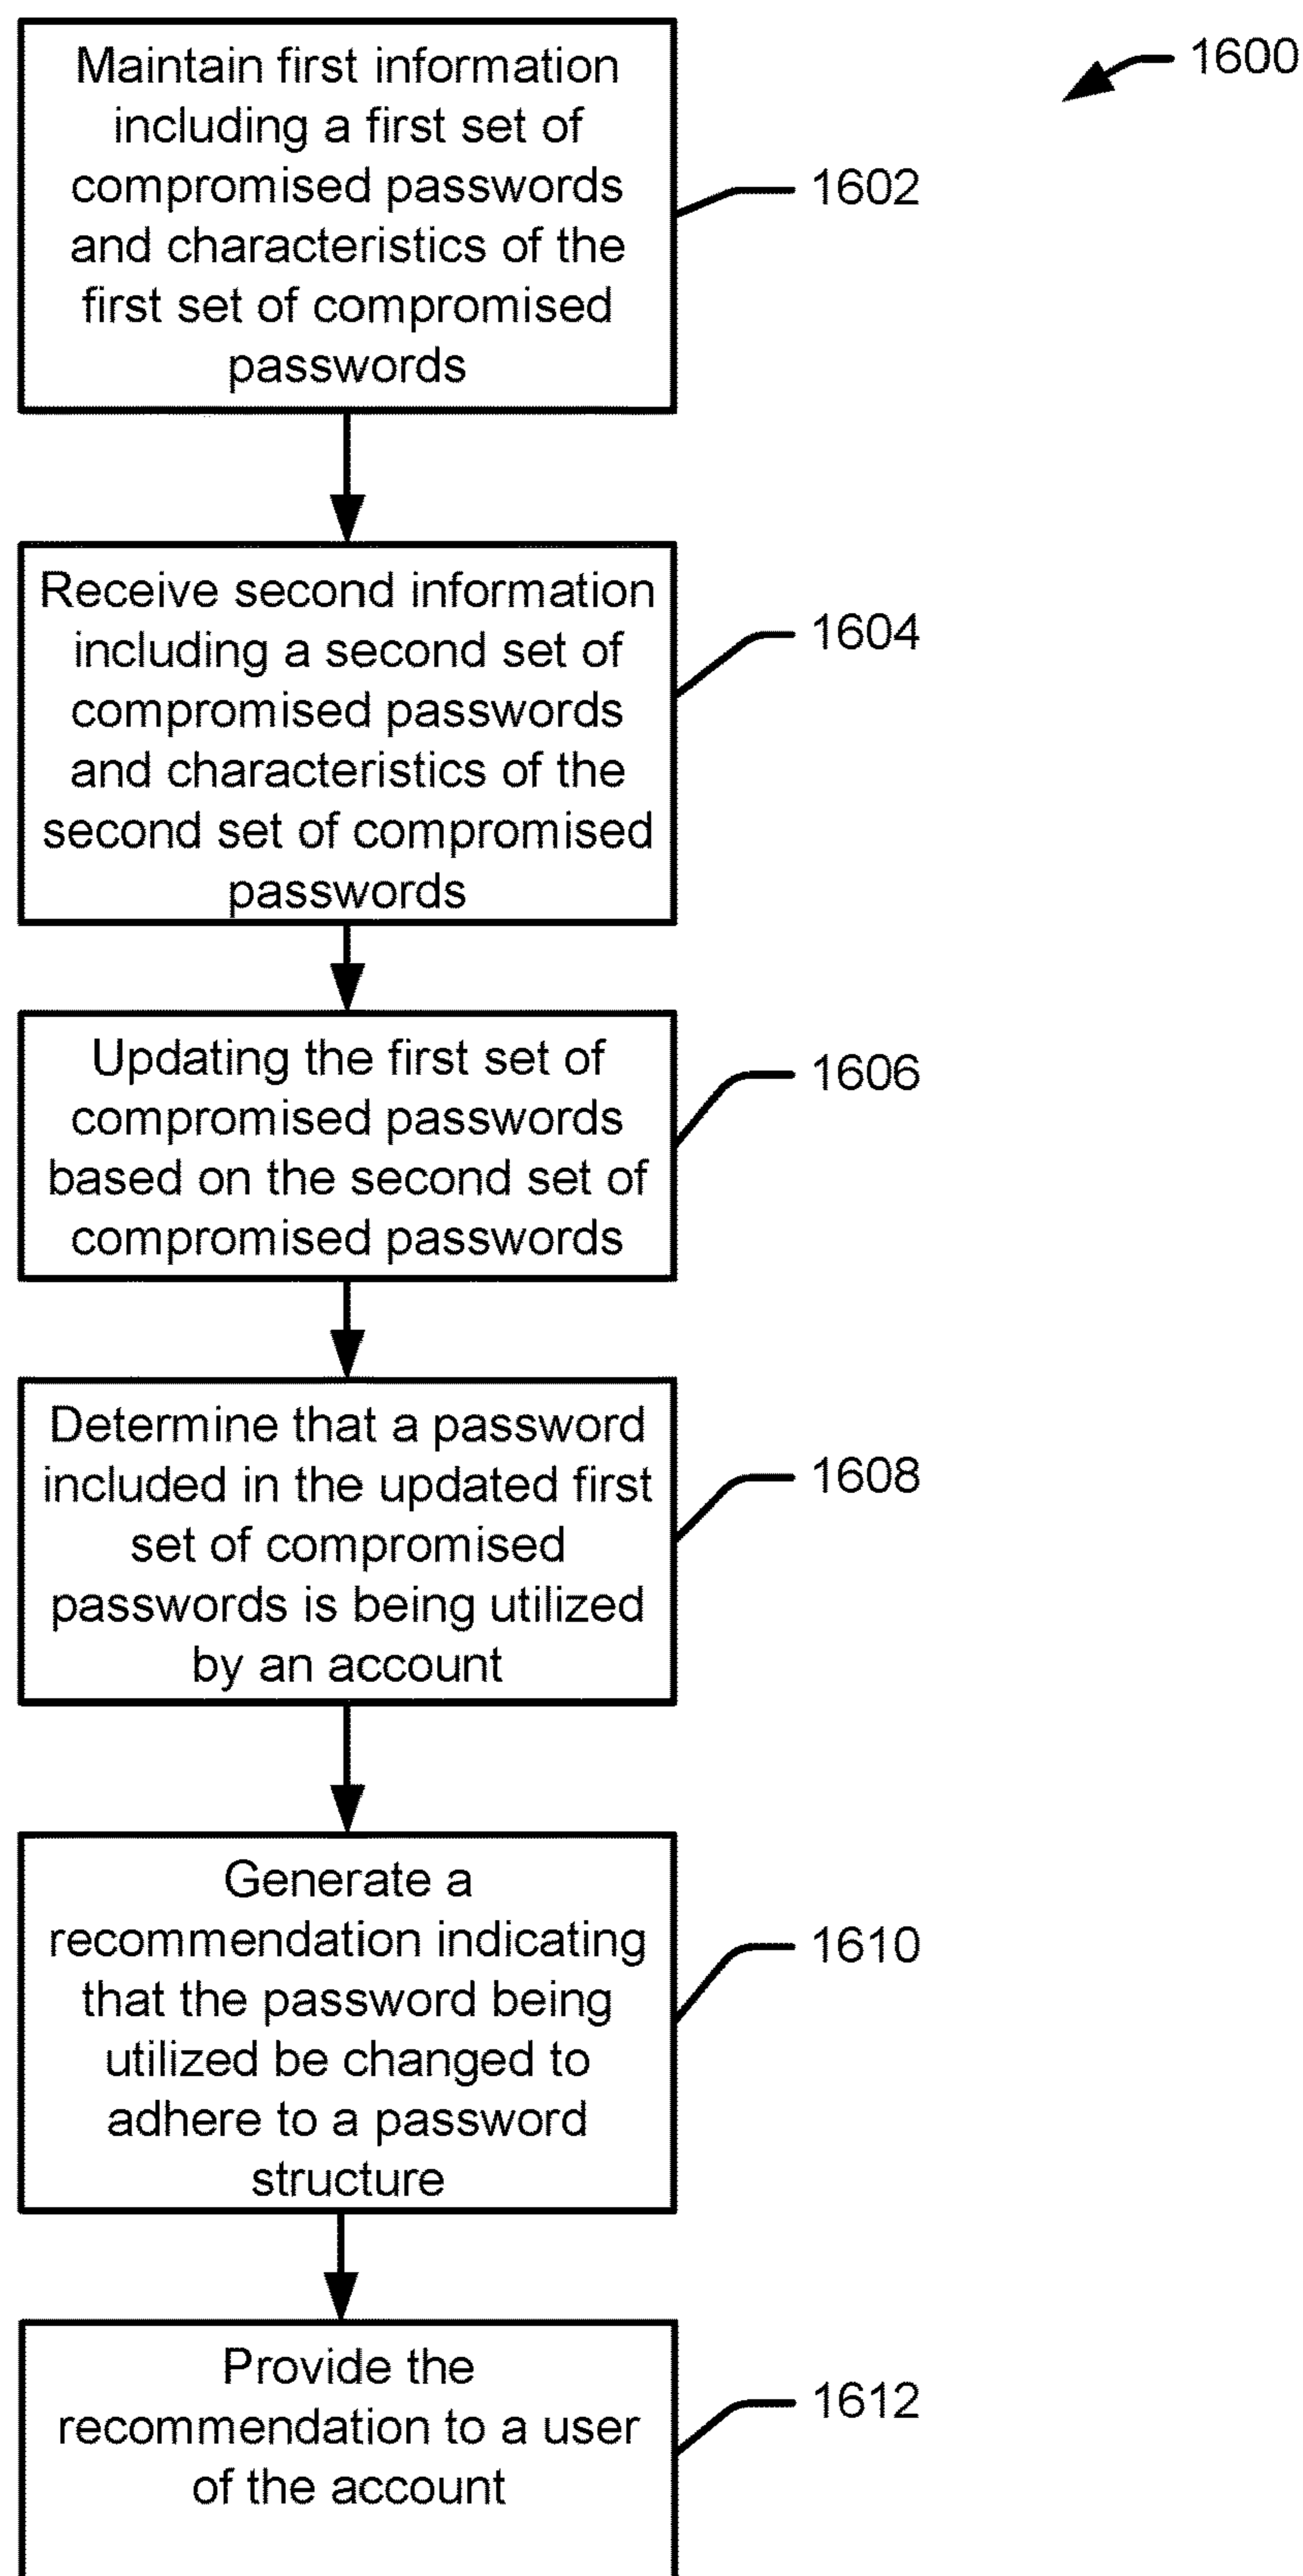 1600
Maintain first information
including a first set of
compromised passwords
and characteristics of the
first set of compromised
passwords
1602
Receive second information
including a second set of
compromised passwords
and characteristics of the
second set of compromised
passwords
1604
Updating the first set of
compromised passwords
based on the second set of
compromised passwords
1606
Determine that a password
included in the updated first
set of compromised
passwords is being utilized
by an account
1608
Generate a
recommendation indicating
that the password being
utilized be changed to
adhere to a password
structure
1610
Provide the
recommendation to a user
of the account
1612